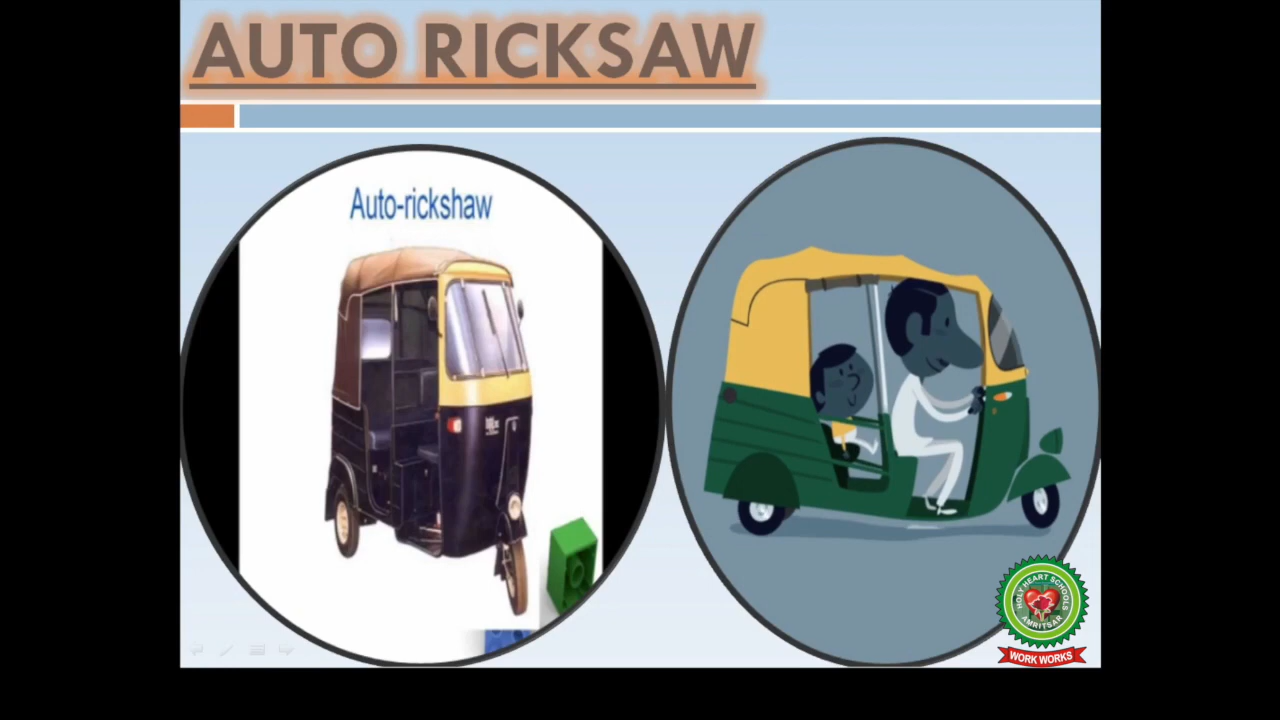 AUTO RICKSAW
Auto-rickshaw
HOLY HEART SCHOOLS
AMRITSAR
WORK WORKS